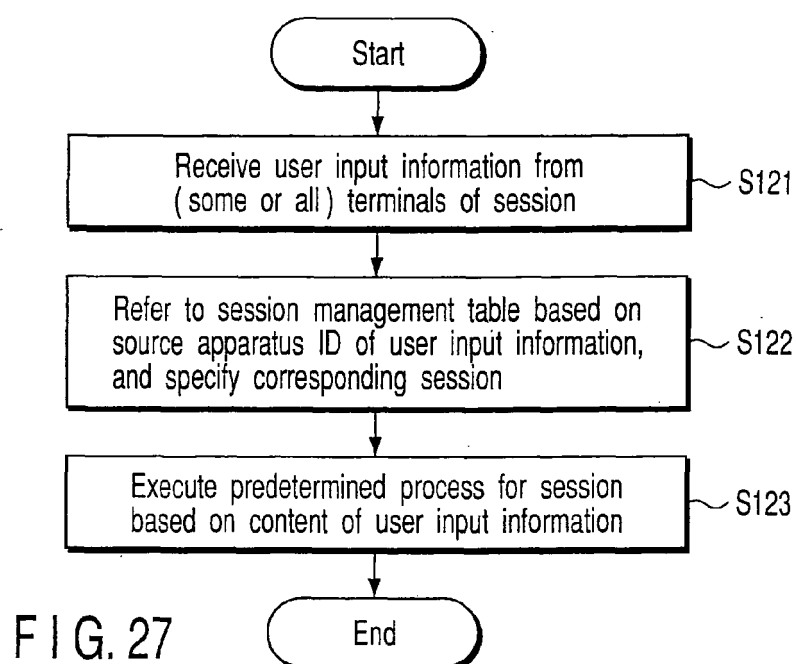 Start
Receive user input information from
(some or all) terminals of session
S121
Refer to session management table based on
source apparatus ID of user input information,
and specify corresponding session
S122
Execute predetermined process for session
based on content of user input information
S123
End
FIG. 27